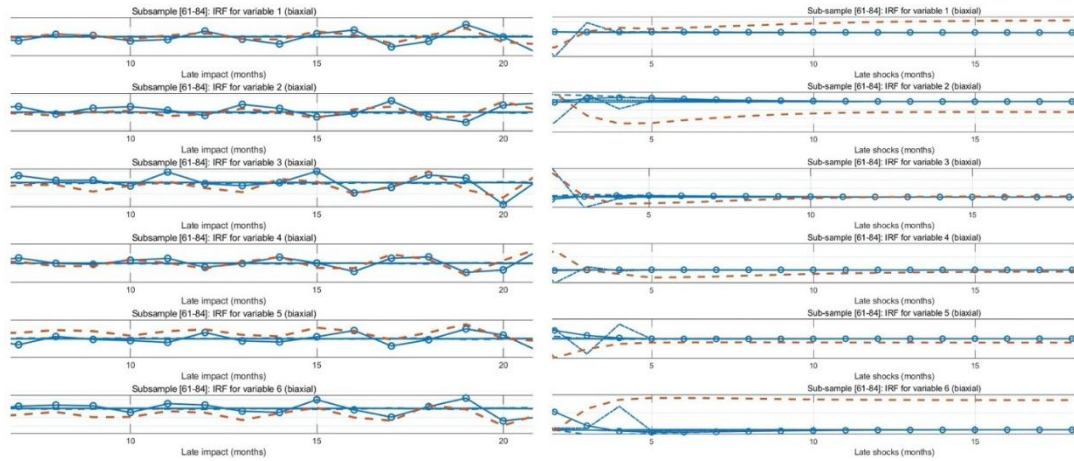 Subsample [61-84]: IRF for variable 1 (biaxial)
10
15
20
Late impact (months)
Subsample [61-84]: IRF for variable 2 (biaxial)
10
15
20
Late impact (months)
Subsample [61-84]: IRF for variable 3 (biaxial)
10
15
20
Late impact (months)
Subsample [61-84]: IRF for variable 4 (biaxial)
10
15
20
Late impact (months)
Subsample [61-84]: IRF for variable 5 (biaxial)
10
15
20
Late impact (months)
Subsample [61-84]: IRF for variable 6 (biaxial)
10
15
20
Late impact (months)
Sub-sample [61-84]: IRF for variable 1 (biaxial)
5
10
15
Late shocks (months)
Sub-sample [61-84]: IRF for variable 2 (biaxial)
5
10
15
Late shocks (months)
Sub-sample [61-84]: IRF for variable 3 (biaxial)
5
10
15
Late shocks (months)
Sub-sample [61-84]: IRF for variable 4 (biaxial)
5
10
15
Late shocks (months)
Sub-sample [61-84]: IRF for variable 5 (biaxial)
5
10
15
Late shocks (months)
Sub-sample [61-84]: IRF for variable 6 (biaxial)
5
10
15
Late shocks (months)